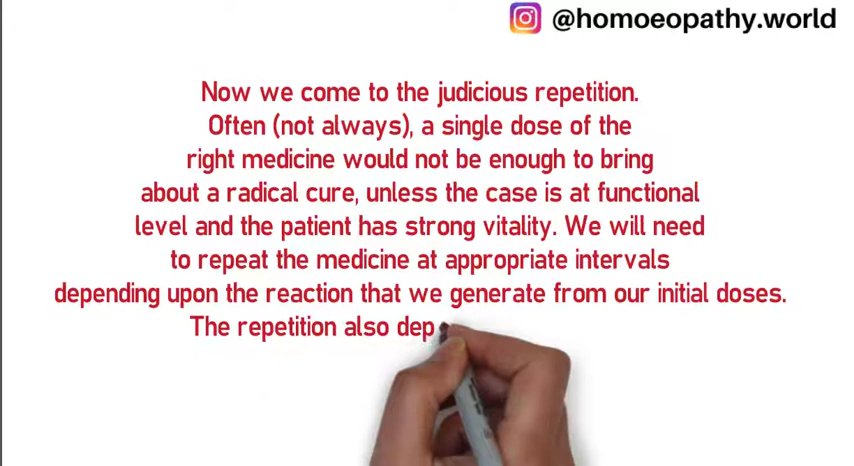 @homoeopathy.world
Now we come to the judicious repetition.
Often (not always), a single dose of the
right medicine would not be enough to bring
about a radical cure, unless the case is at functional
level and the patient has strong vitality. We will need
to repeat the medicine at appropriate intervals
depending upon the reaction that we generate from our initial doses.
The repetition also dep